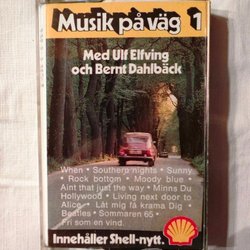 Musik på väg 1
Med Ulf Elfving
och Bernt Dahlbäck
When • Southern nights • Sunny
• Rock bottom • Moody blue •
Aint that just the way • Minns Du
Hollywood • Living next door to
Alice • Låt mig få krama Dig •
Beatles • Sommaren 65 •
Fri som en vind.
Innehåller Shell-nytt.